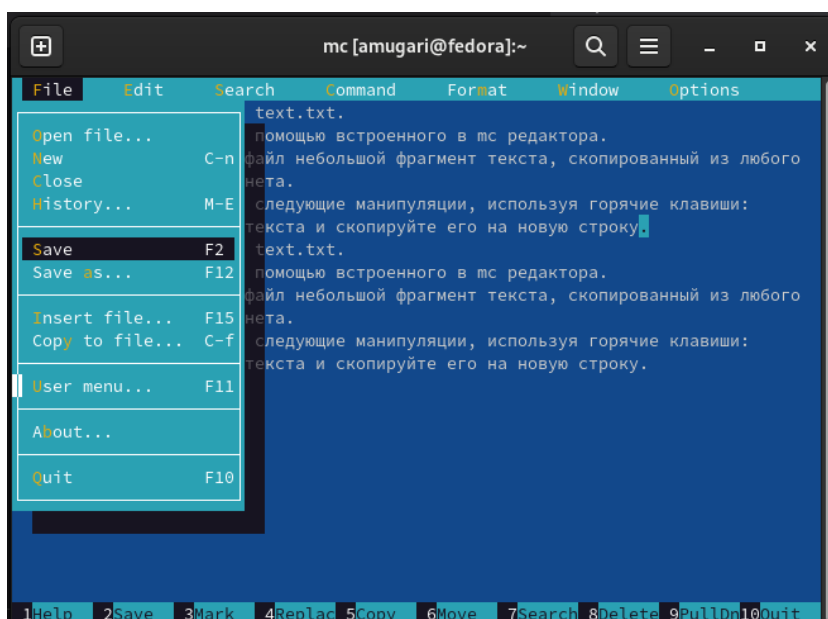 mc [amugari@fedora]:~
File Edit Search Command Format Window Options
text.txt.
Open file... помощью встроенного в mc редактора.
New C-n файл небольшой фрагмент текста, скопированный из любого
Close нета.
History... M-E следующие манипуляции, используя горячие клавиши:
текста и скопируйте его на новую строку.
Save F2 text.txt.
Save as... F12 помощью встроенного в mc редактора.
файл небольшой фрагмент текста, скопированный из любого
Insert file... F15 нета.
Copy to file... C-f следующие манипуляции, используя горячие клавиши:
текста и скопируйте его на новую строку.
User menu... F11
About...
Quit F10
1Help 2Save 3Mark 4Replac 5Copy 6Move 7Search 8Delete 9PullDn 10Quit